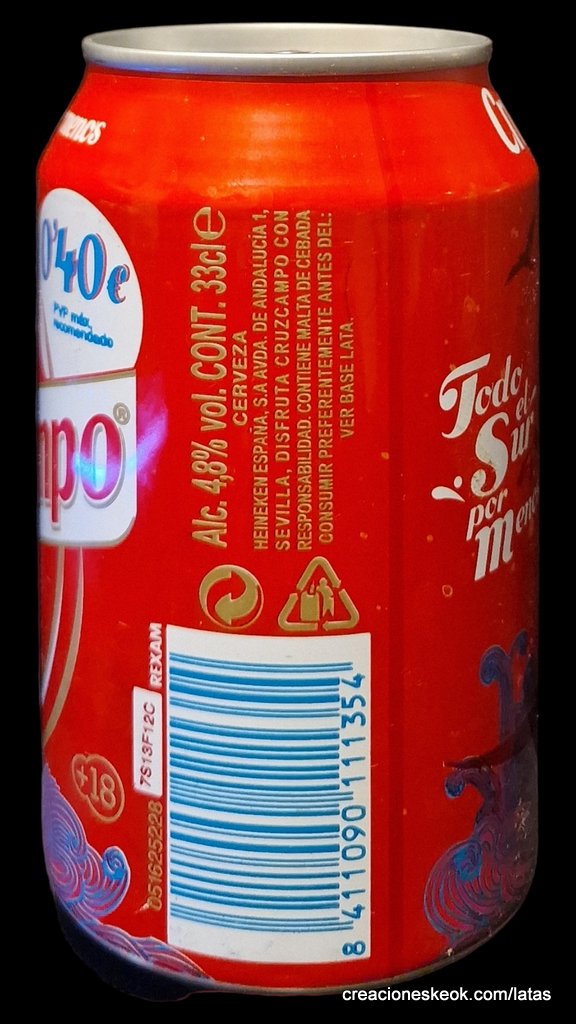 0'40€
PVP máx.
recomendado
mpo®
Alc. 4,8% vol. CONT. 33cl e
CERVEZA
HEINEKEN ESPAÑA, S.A AVDA. DE ANDALUCÍA 1,
SEVILLA, DISFRUTA CRUZCAMPO CON
RESPONSABILIDAD. CONTIENE MALTA DE CEBADA
CONSUMIR PREFERENTEMENTE ANTES DEL:
VER BASE LATA.
Todo
el
Sur
por
+18
REXAM
7S13F12C
051625228
8 411090 111354
creacioneskeok.com/latas